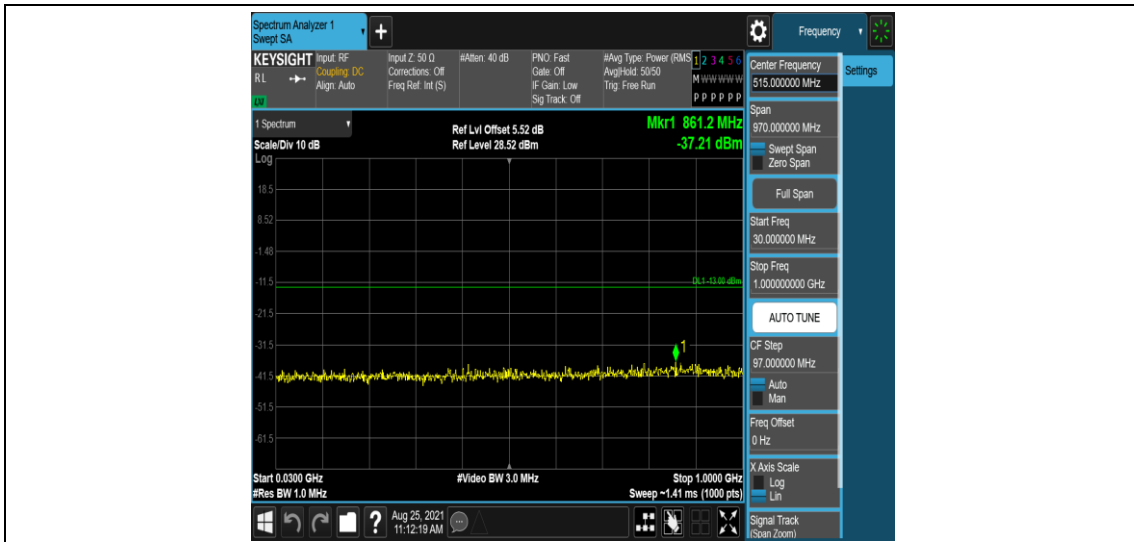 Spectrum Analyzer 1
Swept SA
+
Frequency
KEYSIGHT
Input: RF
Input Z: 50 Ω
#Atten: 40 dB
PNO: Fast
#Avg Type: Power (RMS
1 2 3 4 5 6
R L
Coupling: DC
Corrections: Off
Gate: Off
Avg|Hold: 50/50
M W W W W W
Align: Auto
Freq Ref: Int (S)
IF Gain: Low
Trig: Free Run
Sig Track: Off
P P P P P P
1 Spectrum
Ref Lvl Offset 5.52 dB
Mkr1 861.2 MHz
Scale/Div 10 dB
Ref Level 28.52 dBm
-37.21 dBm
Log
18.5
8.52
-1.48
-11.5
DL1 -13.00 dBm
-21.5
-31.5
1
-41.5
-51.5
-61.5
Start 0.0300 GHz
#Video BW 3.0 MHz
Stop 1.0000 GHz
#Res BW 1.0 MHz
Sweep ~1.41 ms (1000 pts)
Center Frequency
515.000000 MHz
Settings
Span
970.000000 MHz
Swept Span
Zero Span
Full Span
Start Freq
30.000000 MHz
Stop Freq
1.000000000 GHz
AUTO TUNE
CF Step
97.000000 MHz
Auto
Man
Freq Offset
0 Hz
X Axis Scale
Log
Lin
Signal Track
(Span Zoom)
?
Aug 25, 2021
11:12:19 AM